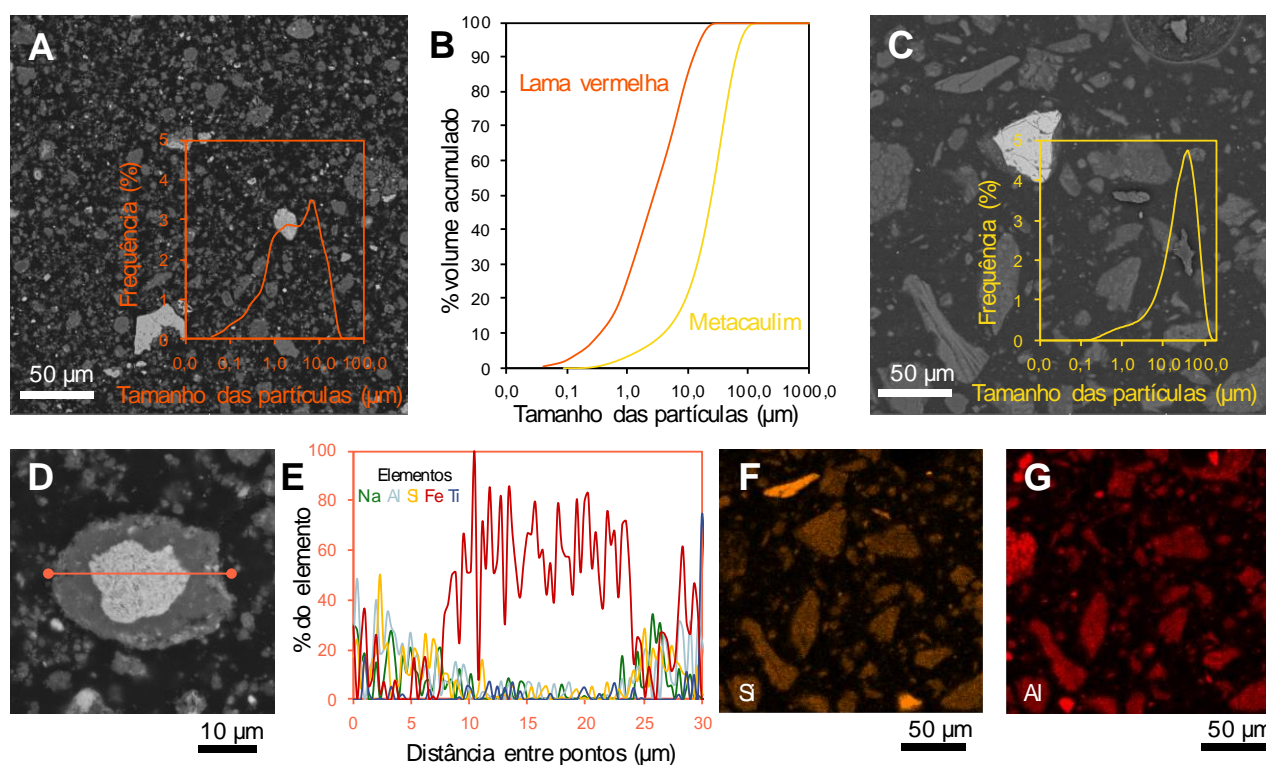 A
Frequência (%)
5
4
3
2
1
0
0,0 0,1 1,0 10,0 100,0
Tamanho das partículas (µm)
50 µm
B
% volume acumulado
100
90
80
70
60
50
40
30
20
10
0
Lama vermelha
Metacaulim
0,0 0,1 1,0 10,0 100,0 1000,0
Tamanho das partículas (µm)
C
Frequência (%)
5
4
3
2
1
0
0,0 0,1 1,0 10,0 100,0
Tamanho das partículas (µm)
50 µm
D
10 µm
E
% do elemento
100
80
60
40
20
0
Elementos
Na Al Si Fe Ti
0 5 10 15 20 25 30
Distância entre pontos (µm)
F
Si
50 µm
G
Al
50 µm